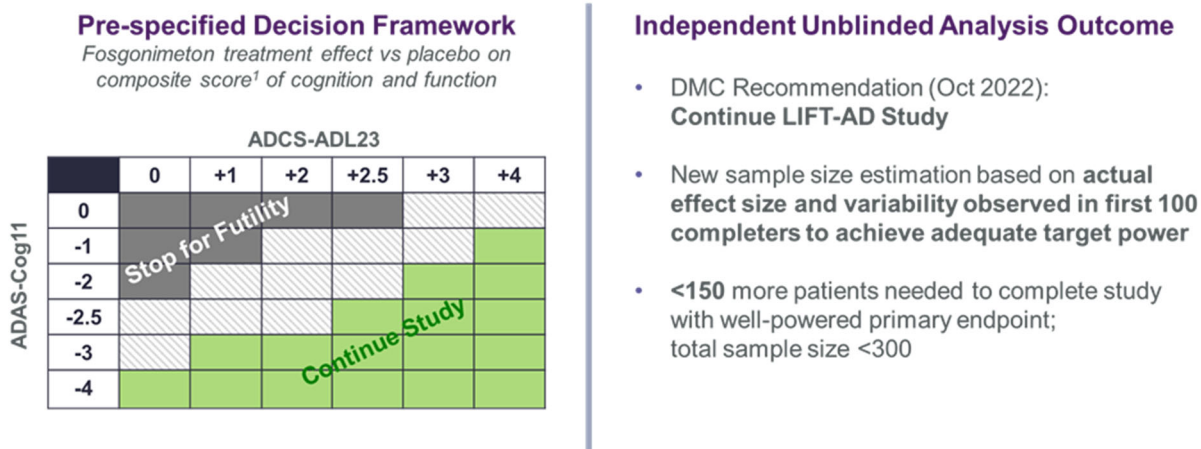 Pre-specified Decision Framework
Fosgonimeton treatment effect vs placebo on
composite score¹ of cognition and function
ADCS-ADL23
0 +1 +2 +2.5 +3 +4
ADAS-Cog11
0
-1
-2
-2.5
-3
-4
Stop for Futility
Continue Study
Independent Unblinded Analysis Outcome
• DMC Recommendation (Oct 2022):
Continue LIFT-AD Study
• New sample size estimation based on actual
effect size and variability observed in first 100
completers to achieve adequate target power
• <150 more patients needed to complete study
with well-powered primary endpoint;
total sample size <300